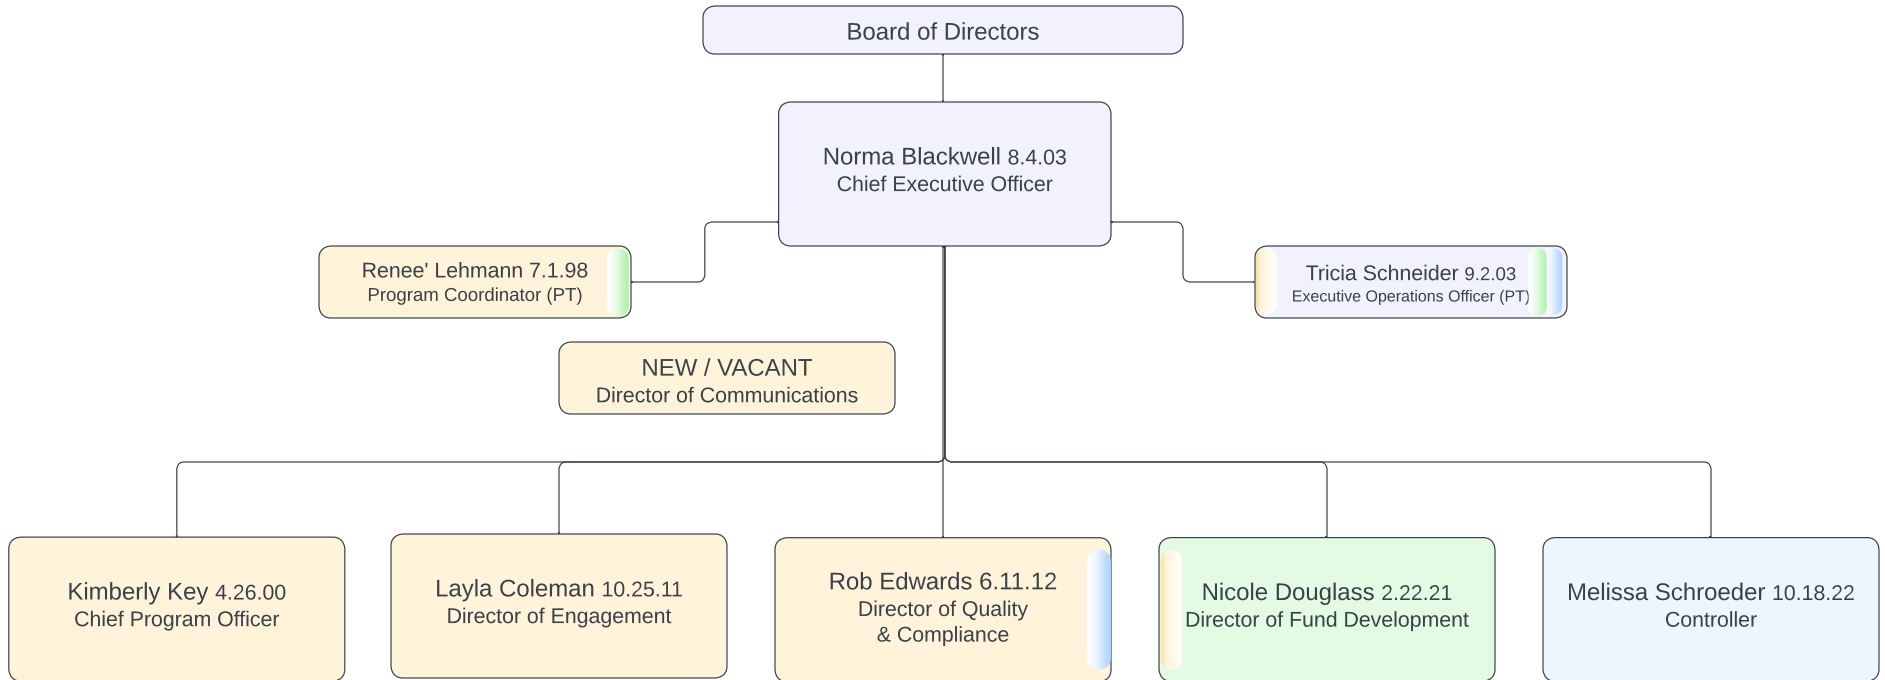 Board of Directors
Norma Blackwell 8.4.03
Chief Executive Officer
Renee' Lehmann 7.1.98
Program Coordinator (PT)
Tricia Schneider 9.2.03
Executive Operations Officer (PT)
NEW / VACANT
Director of Communications
Kimberly Key 4.26.00
Chief Program Officer
Layla Coleman 10.25.11
Director of Engagement
Rob Edwards 6.11.12
Director of Quality
& Compliance
Nicole Douglass 2.22.21
Director of Fund Development
Melissa Schroeder 10.18.22
Controller